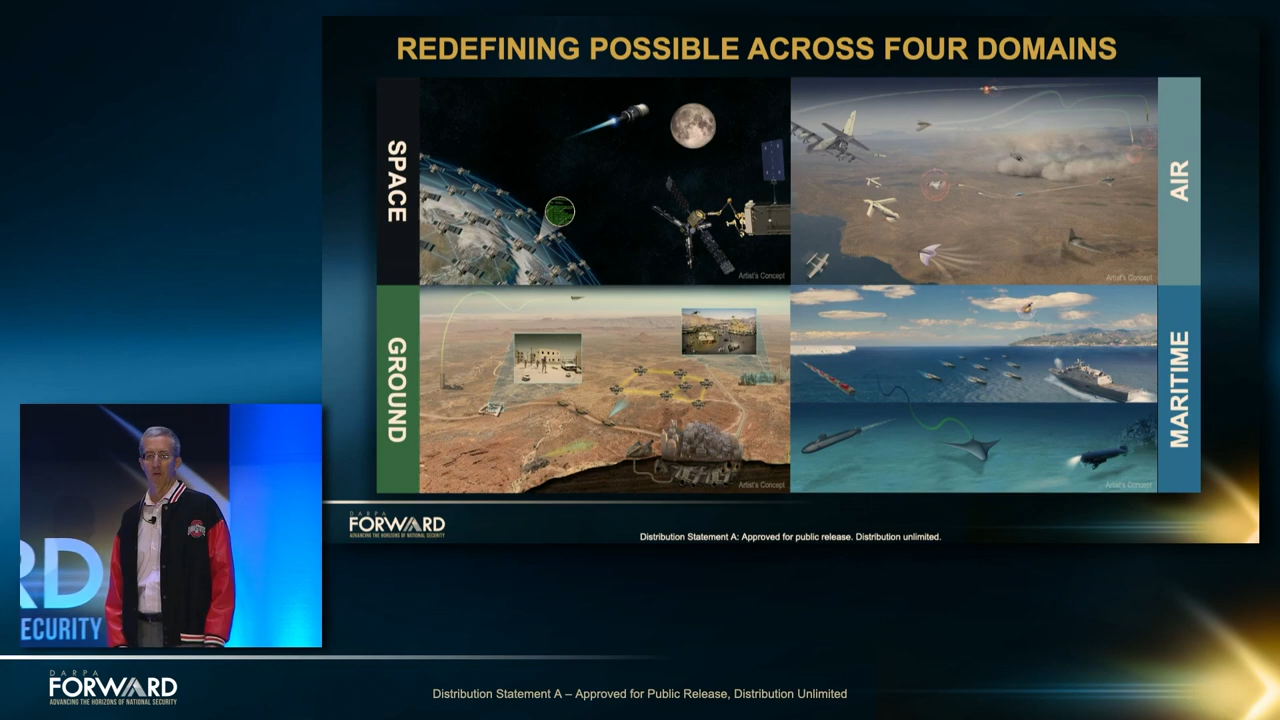 REDEFINING POSSIBLE ACROSS FOUR DOMAINS
SPACE
Artist's Concept
AIR
Artist's Concept
GROUND
Artist's Concept
MARITIME
Artist's Concept
DARPA
FORWARD
ADVANCING THE HORIZONS OF NATIONAL SECURITY
Distribution Statement A: Approved for public release. Distribution unlimited.
RD
ECURITY
DARPA
FORWARD
ADVANCING THE HORIZONS OF NATIONAL SECURITY
Distribution Statement A – Approved for Public Release, Distribution Unlimited